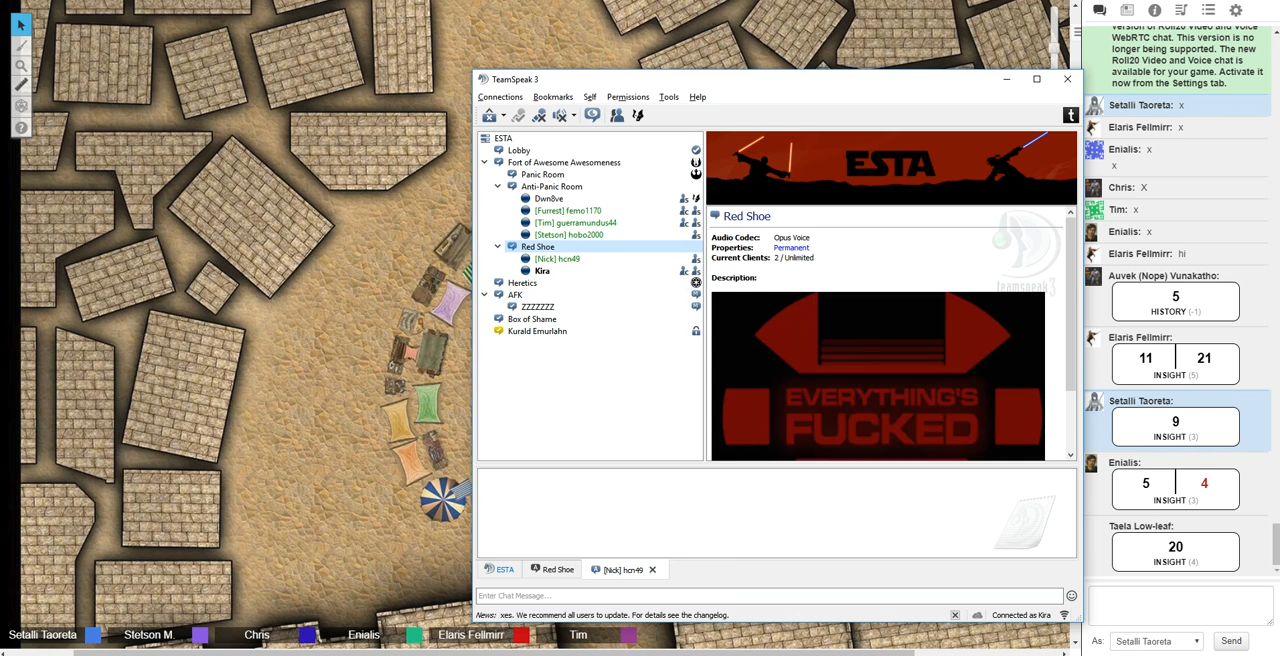 TeamSpeak 3
Connections Bookmarks Self Permissions Tools Help
ESTA
Lobby
Fort of Awesome Awesomeness
Panic Room
Anti-Panic Room
Dwn8ve
[Furrest] femo1170
[Tim] guerramundus44
[Stetson] hobo2000
Red Shoe
[Nick] hcn49
Kira
Heretics
AFK
ZZZZZZZ
Box of Shame
Kurald Emurlahn
ESTA
Red Shoe
Audio Codec: Opus Voice
Properties: Permanent
Current Clients: 2 / Unlimited
Description:
teamspeak3
EVERYTHING'S
FUCKED
ESTA Red Shoe [Nick] hcn49
Enter Chat Message...
News: xes. We recommend all users to update. For details see the changelog.
Connected as Kira
Setalli Taoreta Stetson M. Chris Enialis Elaris Fellmirr Tim
version of Roll20 Video and Voice
WebRTC chat. This version is no
longer being supported. The new
Roll20 Video and Voice chat is
available for your game. Activate it
now from the Settings tab.
Setalli Taoreta: x
Elaris Fellmirr: x
Enialis: x
x
Chris: X
Tim: x
Enialis: x
Elaris Fellmirr: hi
Auvek (Nope) Vunakatho:
5
HISTORY (-1)
Elaris Fellmirr:
11 21
INSIGHT (5)
Setalli Taoreta:
9
INSIGHT (3)
Enialis:
5 4
INSIGHT (3)
Taela Low-leaf:
20
INSIGHT (4)
As: Setalli Taoreta Send